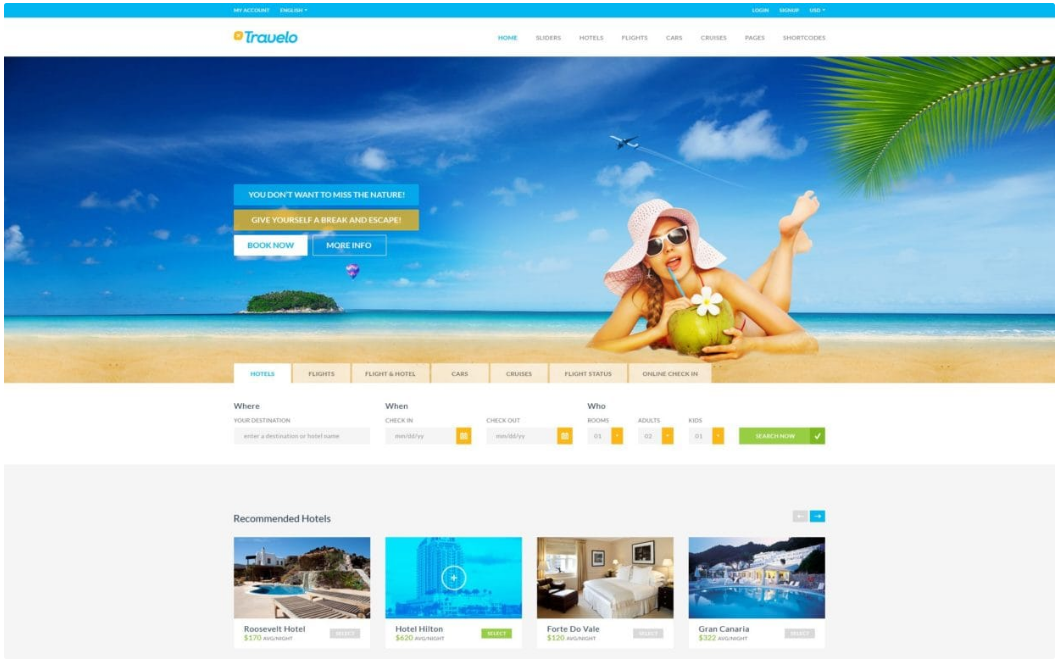 MY ACCOUNT ENGLISH LOGIN SIGNUP USD
Travelo HOME SLIDERS HOTELS FLIGHTS CARS CRUISES PAGES SHORTCODES
YOU DON'T WANT TO MISS THE NATURE!
GIVE YOURSELF A BREAK AND ESCAPE!
BOOK NOW MORE INFO
HOTELS FLIGHTS FLIGHT & HOTEL CARS CRUISES FLIGHT STATUS ONLINE CHECK IN
Where When Who
YOUR DESTINATION CHECK IN CHECK OUT ROOMS ADULTS KIDS
enter a destination or hotel name mm/dd/yy mm/dd/yy 01 02 01 SEARCH NOW
Recommended Hotels
Roosevelt Hotel Hotel Hilton Forte Do Vale Gran Canaria
$170 AVG/NIGHT SELECT $620 AVG/NIGHT SELECT $120 AVG/NIGHT SELECT $322 AVG/NIGHT SELECT